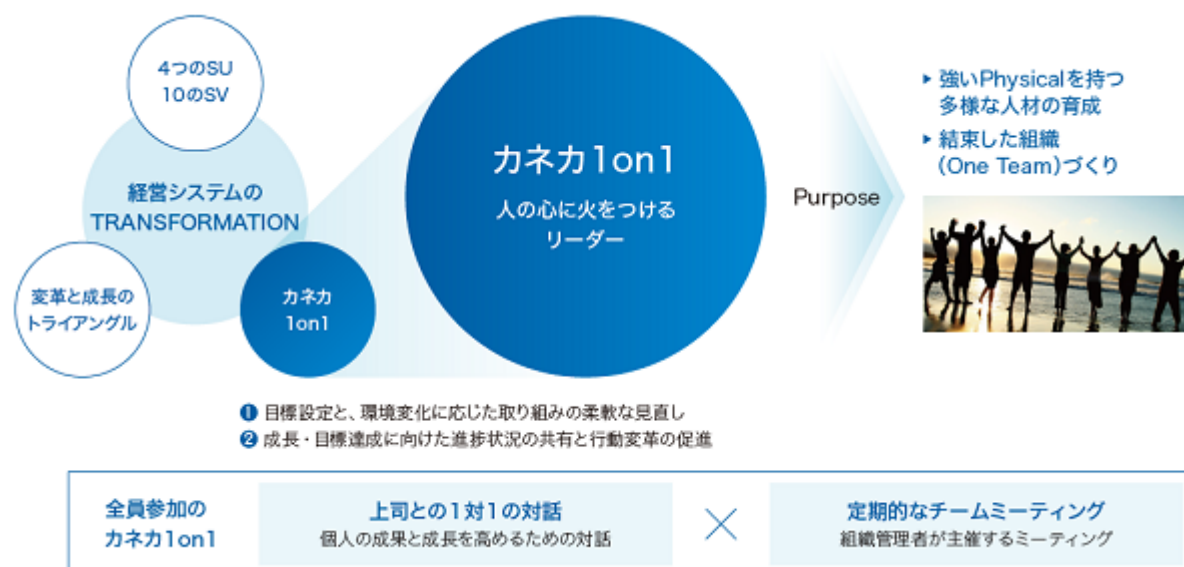 4つのSU
10のSV
経営システムの
TRANSFORMATION
変革と成長の
トライアングル
カネカ
1on1
カネカ1on1
人の心に火をつける
リーダー
Purpose
▶ 強いPhysicalを持つ
多様な人材の育成
▶ 結束した組織
（One Team）づくり
❶ 目標設定と、環境変化に応じた取り組みの柔軟な見直し
❷ 成長・目標達成に向けた進捗状況の共有と行動変革の促進
全員参加の
カネカ1on1
上司との1対1の対話
個人の成果と成長を高めるための対話
×
定期的なチームミーティング
組織管理者が主催するミーティング